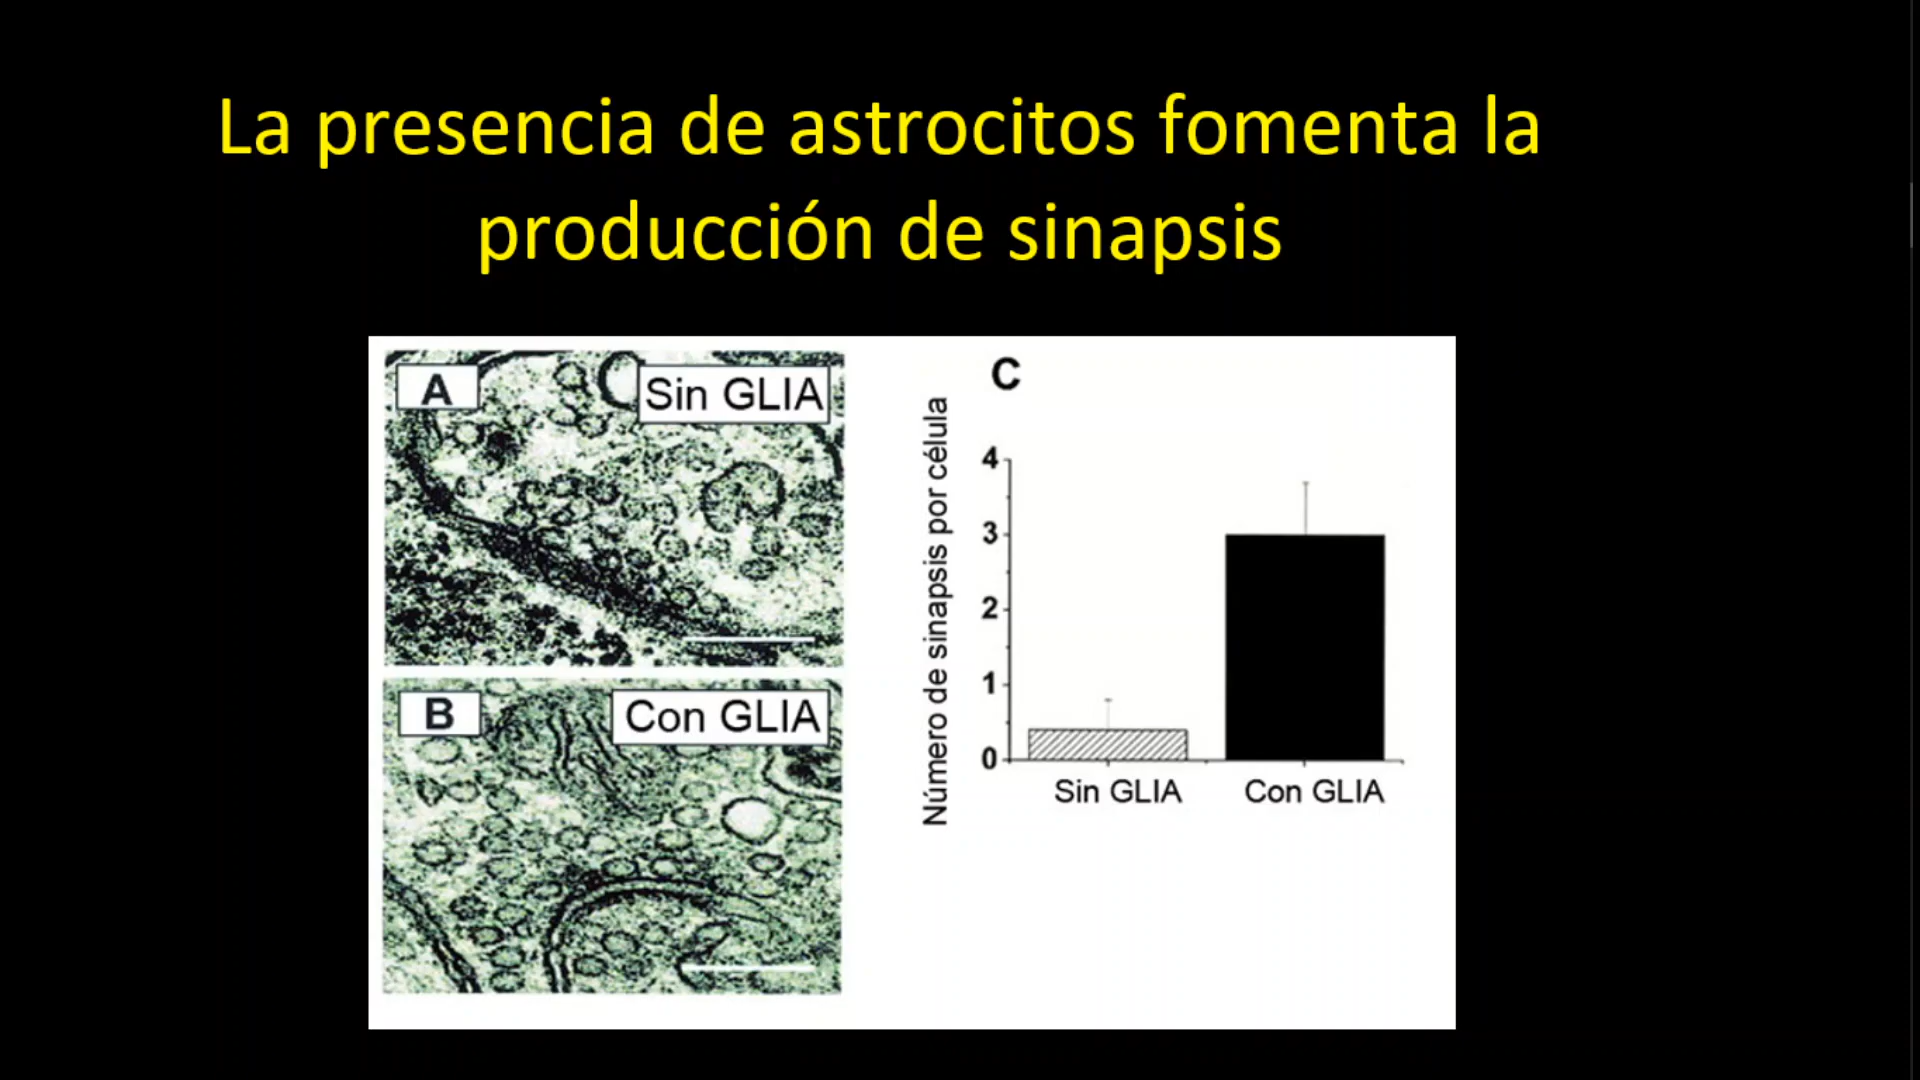 La presencia de astrocitos fomenta la
producción de sinapsis
A
Sin GLIA
B
Con GLIA
C
Número de sinapsis por célula
4
3
2
1
0
Sin GLIA
Con GLIA